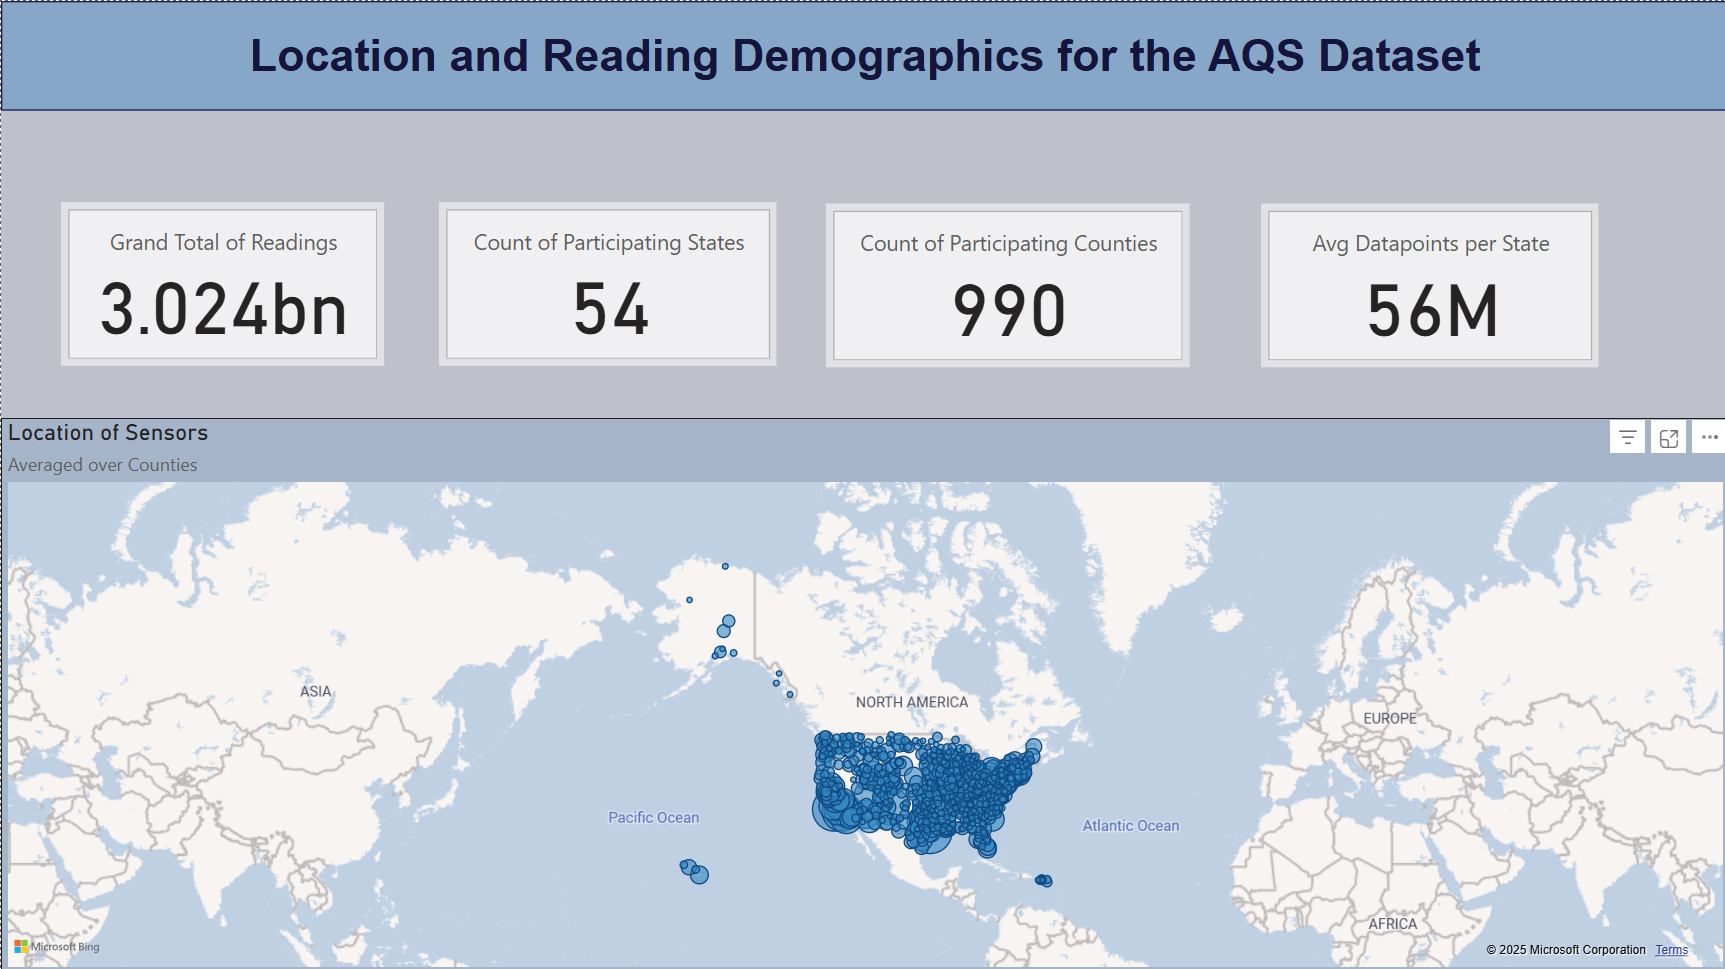 Location and Reading Demographics for the AQS Dataset
Grand Total of Readings
3.024bn
Count of Participating States
54
Count of Participating Counties
990
Avg Datapoints per State
56M
Location of Sensors
Averaged over Counties
ASIA
NORTH AMERICA
EUROPE
Pacific Ocean
Atlantic Ocean
AFRICA
Microsoft Bing
© 2025 Microsoft Corporation Terms